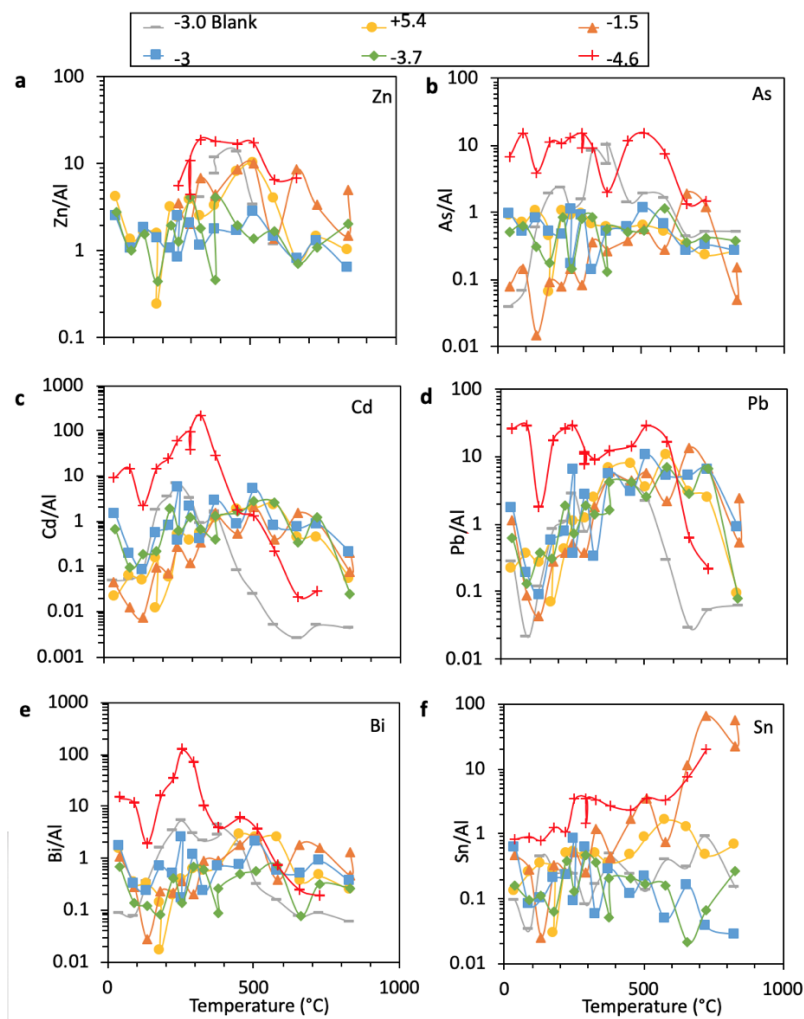 -3.0 Blank +5.4 -1.5
-3 -3.7 -4.6
a Zn
100
10
1
0.1
Zn/Al
b As
100
10
1
0.1
0.01
As/Al
c Cd
1000
100
10
1
0.1
0.01
0.001
Cd/Al
d Pb
100
10
1
0.1
0.01
Pb/Al
e Bi
1000
100
10
1
0.1
0.01
Bi/Al
0 500 1000
Temperature (°C)
f Sn
100
10
1
0.1
0.01
Sn/Al
0 500 1000
Temperature (°C)